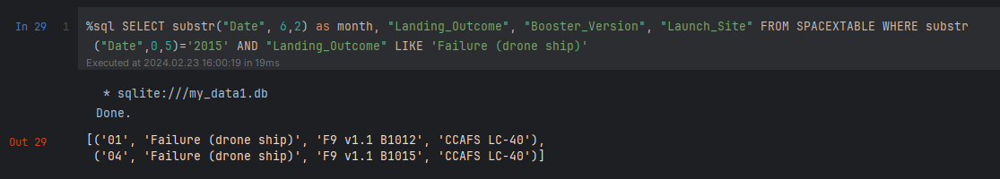 In 29 1 %sql SELECT substr("Date", 6,2) as month, "Landing_Outcome", "Booster_Version", "Launch_Site" FROM SPACEXTABLE WHERE substr
("Date",0,5)='2015' AND "Landing_Outcome" LIKE 'Failure (drone ship)'
Executed at 2024.02.23 16:00:19 in 19ms
* sqlite:///my_data1.db
Done.
Out 29 [('01', 'Failure (drone ship)', 'F9 v1.1 B1012', 'CCAFS LC-40'),
('04', 'Failure (drone ship)', 'F9 v1.1 B1015', 'CCAFS LC-40')]